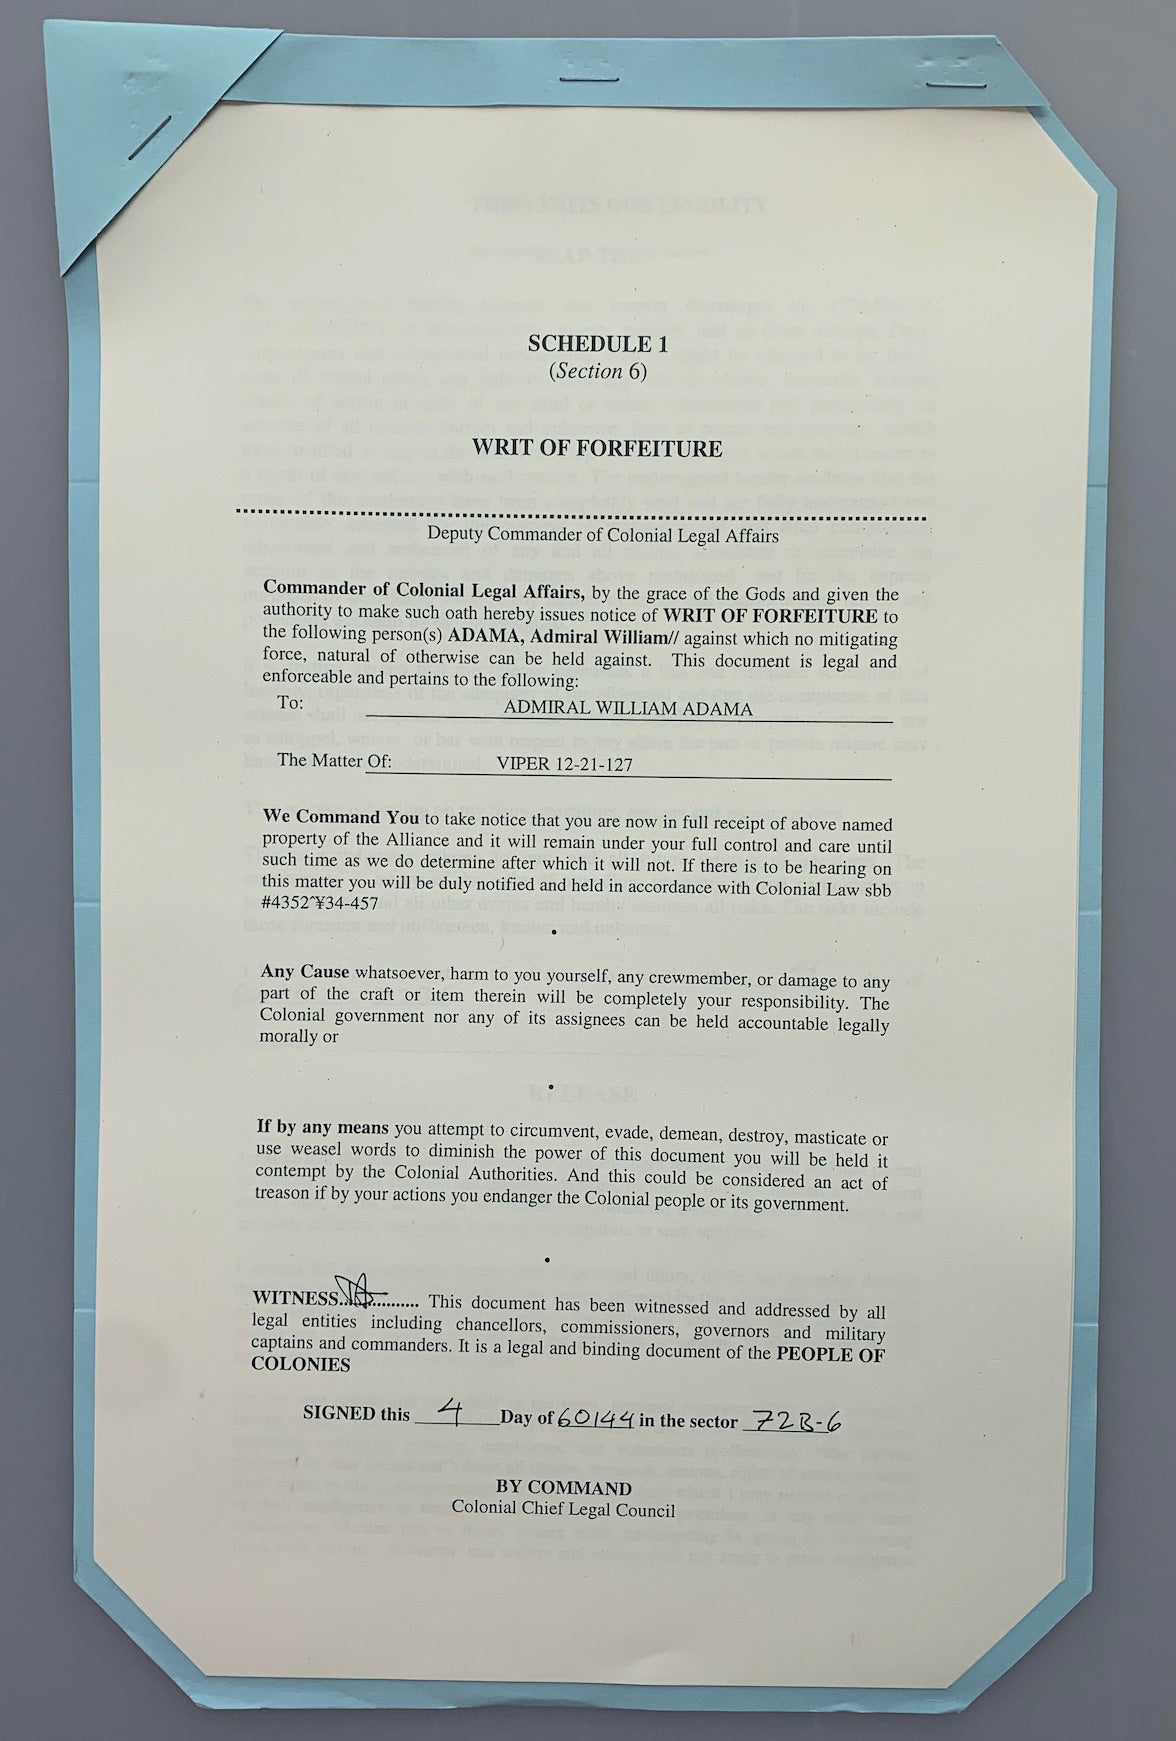 SCHEDULE 1
(Section 6)
WRIT OF FORFEITURE
Deputy Commander of Colonial Legal Affairs
Commander of Colonial Legal Affairs, by the grace of the Gods and given the
authority to make such oath hereby issues notice of WRIT OF FORFEITURE to
the following person(s) ADAMA, Admiral William// against which no mitigating
force, natural of otherwise can be held against. This document is legal and
enforceable and pertains to the following:
To: ADMIRAL WILLIAM ADAMA
The Matter Of: VIPER 12-21-127
We Command You to take notice that you are now in full receipt of above named
property of the Alliance and it will remain under your full control and care until
such time as we do determine after which it will not. If there is to be hearing on
this matter you will be duly notified and held in accordance with Colonial Law sbb
#4352^¥34-457
Any Cause whatsoever, harm to you yourself, any crewmember, or damage to any
part of the craft or item therein will be completely your responsibility. The
Colonial government nor any of its assignees can be held accountable legally
morally or
If by any means you attempt to circumvent, evade, demean, destroy, masticate or
use weasel words to diminish the power of this document you will be held it
contempt by the Colonial Authorities. And this could be considered an act of
treason if by your actions you endanger the Colonial people or its government.
WITNESS.............. This document has been witnessed and addressed by all
legal entities including chancellors, commissioners, governors and military
captains and commanders. It is a legal and binding document of the PEOPLE OF
COLONIES
SIGNED this 4 Day of 60144 in the sector 72B-6
BY COMMAND
Colonial Chief Legal Council